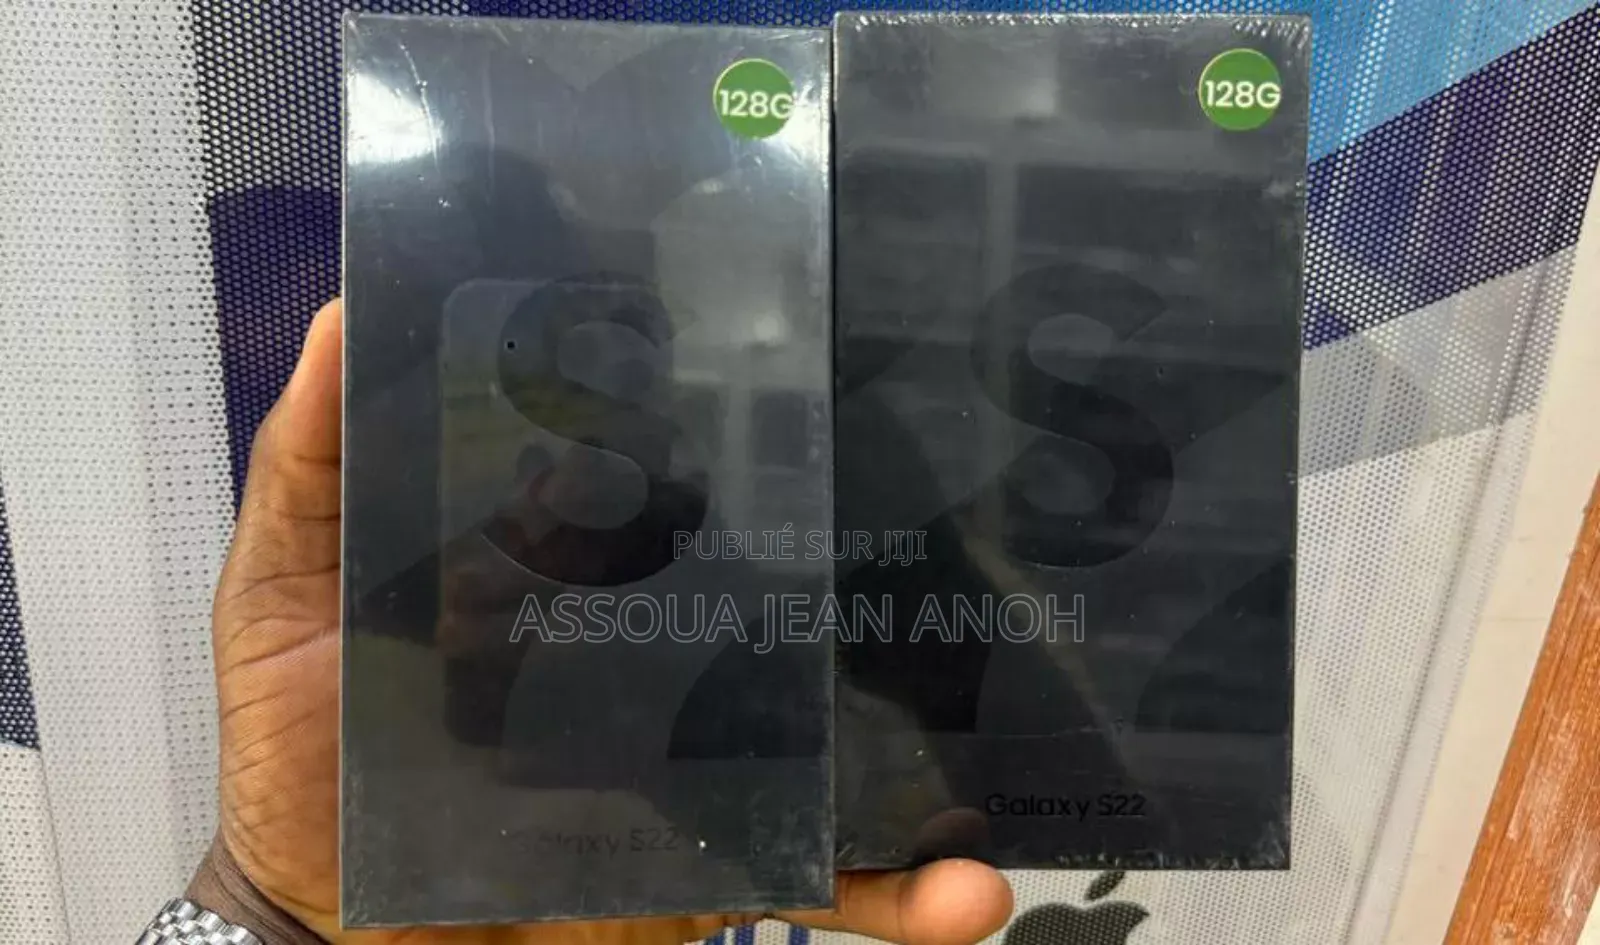 128G
128G
S
S
PUBLIÉ SUR JIJI
ASSOUA JEAN ANOH
Galaxy S22
Galaxy S22